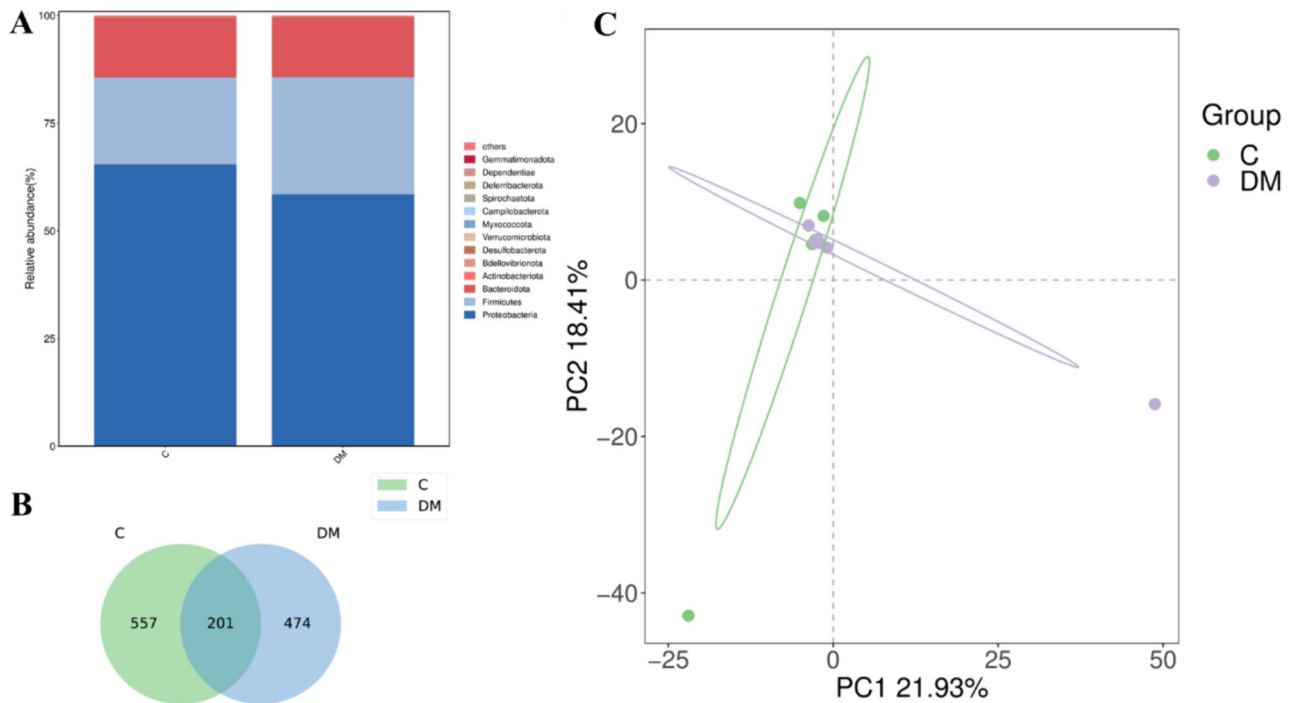 A
100
75
50
25
0
Relative abundance(%)
C
DM
others
Gemmatimonadota
Dependentiae
Deferribacterota
Spirochaetota
Campilobacterota
Myxococcota
Verrucomicrobiota
Desulfobacterota
Bdellovibrionota
Actinobacteriota
Bacteroidota
Firmicutes
Proteobacteria
B
C
DM
C
DM
557
201
474
C
20
0
−20
−40
PC2 18.41%
−25
0
25
50
PC1 21.93%
Group
C
DM